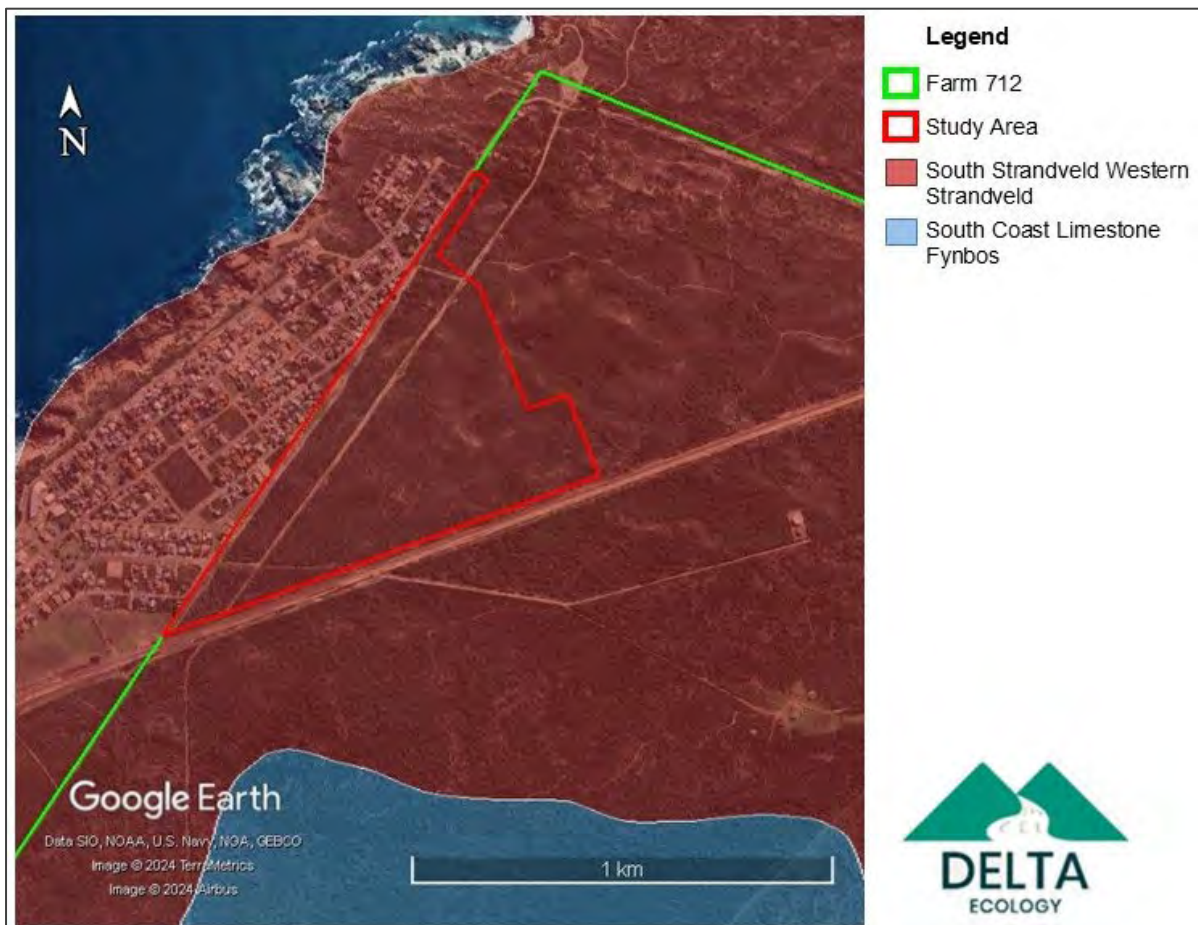 N
Legend
Farm 712
Study Area
South Strandveld Western
Strandveld
South Coast Limestone
Fynbos
Google Earth
Data SIO, NOAA, U.S. Navy, NGA, GEBCO
Image © 2024 TerraMetrics
Image © 2024 Airbus
1 km
DELTA
ECOLOGY